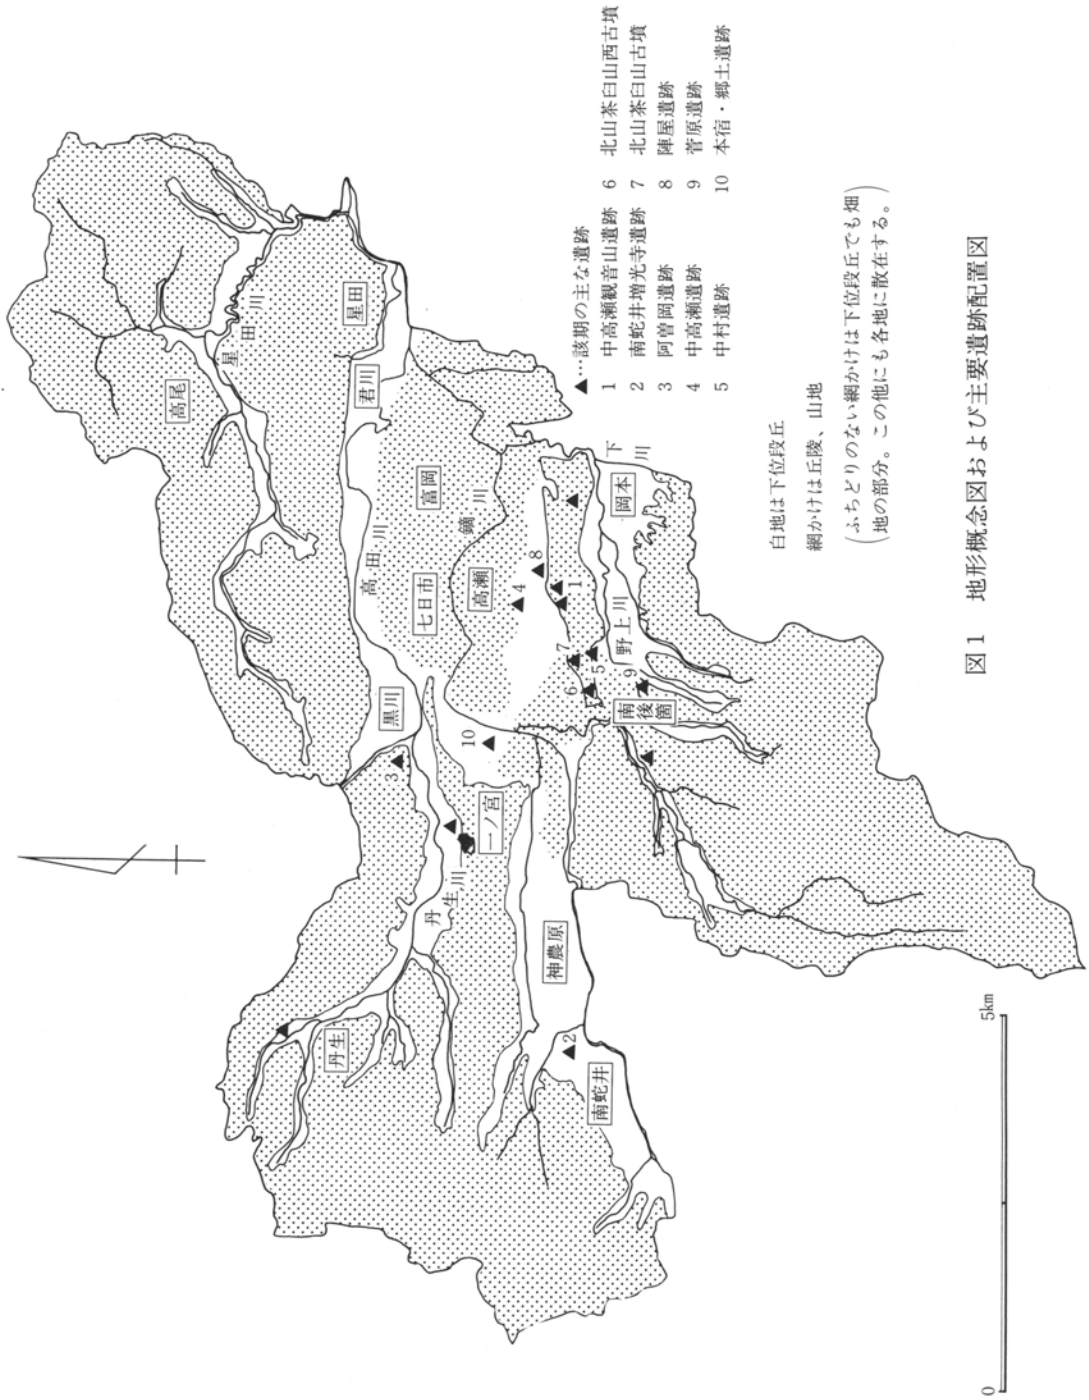 高尾
星田川
星田
君川
高田川
富岡
七日市
鏑川
高瀬
黒川
一ノ宮
丹生川
丹生
神農原
南蛇井
南後箇
野上川
岡本
下川
1
2
3
4
5
6
7
8
9
10
▲…該期の主な遺跡
1 中高瀬観音山遺跡 6 北山茶臼山西古墳
2 南蛇井増光寺遺跡 7 北山茶臼山古墳
3 阿曽岡遺跡 8 陣屋遺跡
4 中高瀬遺跡 9 菅原遺跡
5 中村遺跡 10 本宿・郷土遺跡
白地は下位段丘
網かけは丘陵、山地
(ふちどりのない網かけは下位段丘でも畑
地の部分。この他にも各地に散在する。)
0 5km
図1 地形概念図および主要遺跡配置図